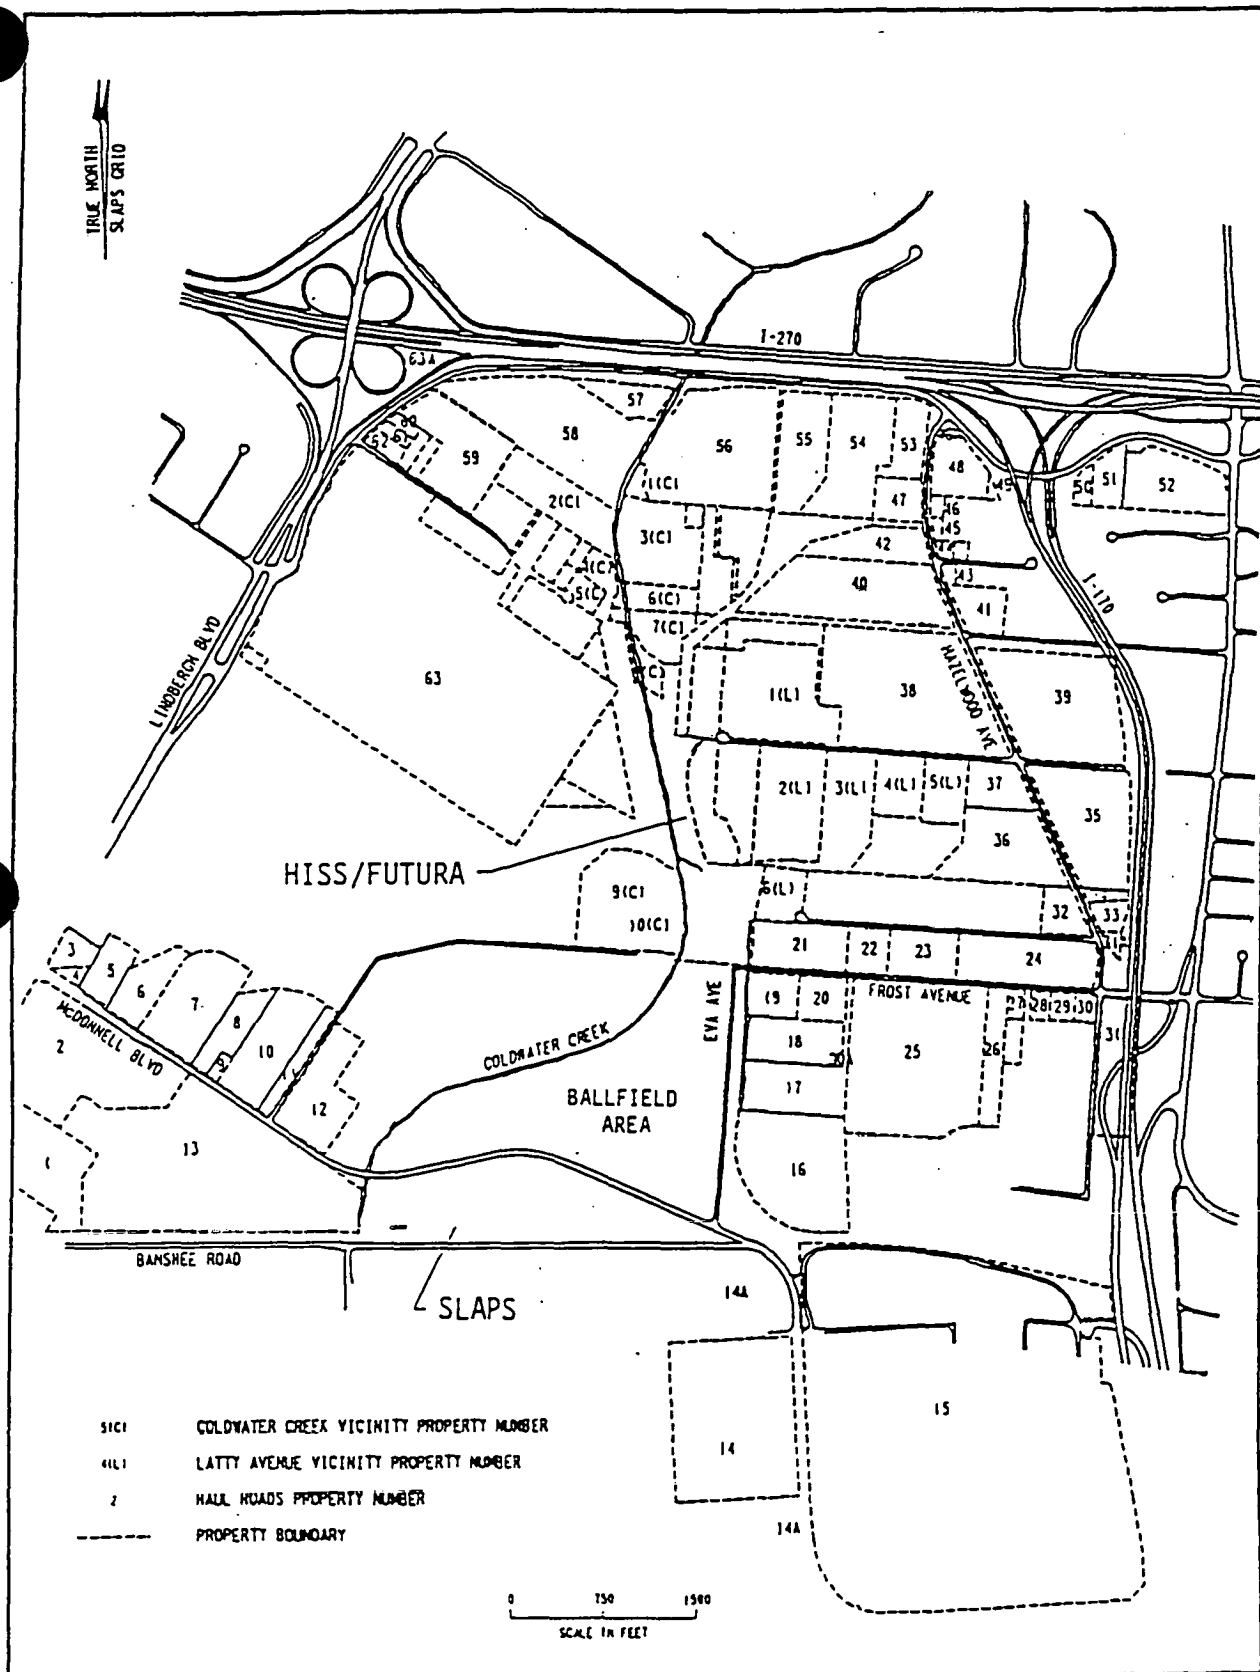 TRUE NORTH
SLAPS GRID
I-270
63A
57
58
56
55
54
53
59
48
51
52
1(C)
47
2(C)
46
45
3(C)
42
40
43
41
I-170
5(C)
6(C)
7(C)
LINDBERGH BLVD
63
1(L)
38
HAZELWOOD AVE
39
2(L)
3(L)
4(L)
5(L)
37
35
36
HISS/FUTURA
9(C)
6(L)
10(C)
32
33
21
22
23
24
3
4
5
6
7
8
10
12
MCDONNELL BLVD
2
13
1
COLDWATER CREEK
EVA AVE
19
20
FROST AVENUE
28
29
30
31
18
25
26
17
16
BALLFIELD
AREA
BANSHEE ROAD
SLAPS
14A
14
15
14A
5(C)
COLDWATER CREEK VICINITY PROPERTY NUMBER
4(L)
LATTY AVENUE VICINITY PROPERTY NUMBER
2
HAUL ROADS PROPERTY NUMBER
PROPERTY BOUNDARY
0 750 1500
SCALE IN FEET